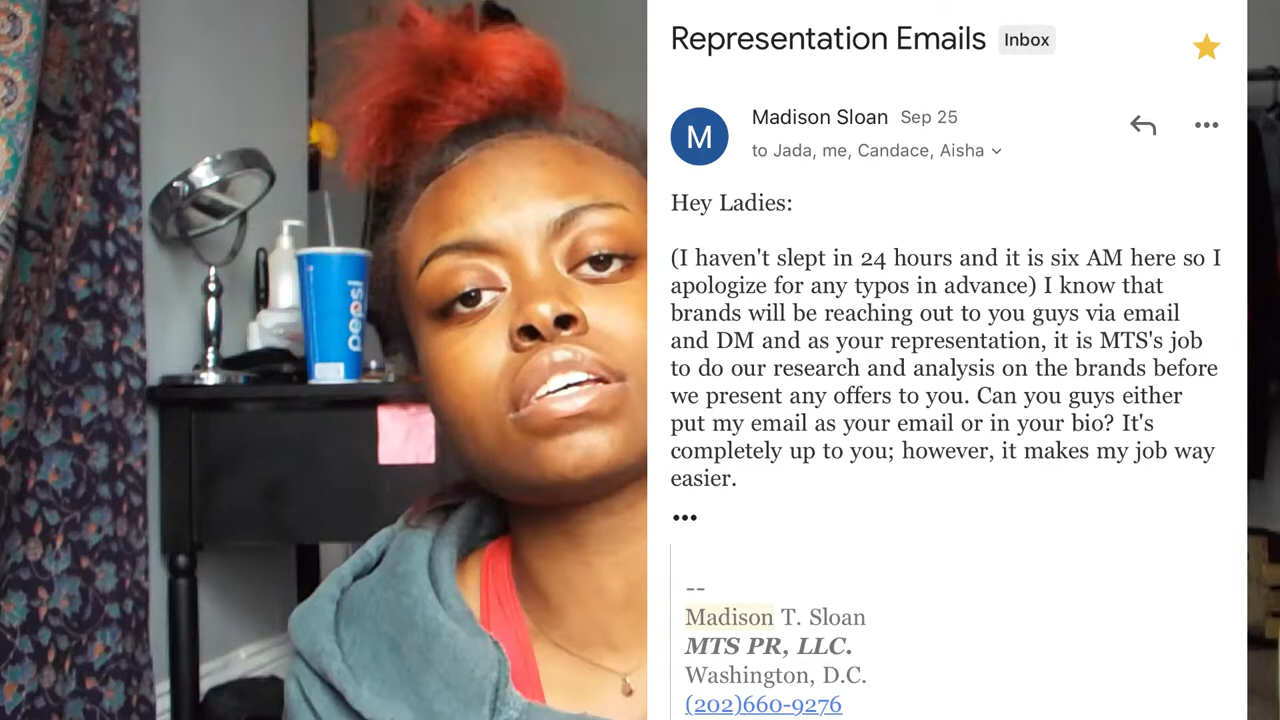 Representation Emails Inbox
M
Madison Sloan Sep 25
to Jada, me, Candace, Aisha
Hey Ladies:
(I haven't slept in 24 hours and it is six AM here so I
apologize for any typos in advance) I know that
brands will be reaching out to you guys via email
and DM and as your representation, it is MTS's job
to do our research and analysis on the brands before
we present any offers to you. Can you guys either
put my email as your email or in your bio? It's
completely up to you; however, it makes my job way
easier.
•••
--
Madison T. Sloan
MTS PR, LLC.
Washington, D.C.
(202)660-9276
pepsi